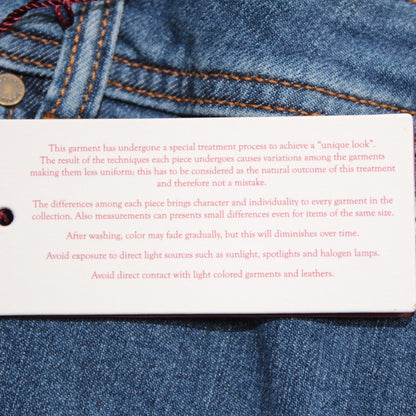 This garment has undergone a special treatment process to achieve a “unique look”.
The result of the techniques each piece undergoes causes variations among the garments
making them less uniform; this has to be considered as the natural outcome of this treatment
and therefore not a mistake.
The differences among each piece brings character and individuality to every garment in the
collection. Also measurements can presents small differences even for items of the same size.
After washing, color may fade gradually, but this will diminishes over time.
Avoid exposure to direct light sources such as sunlight, spotlights and halogen lamps.
Avoid direct contact with light colored garments and leathers.